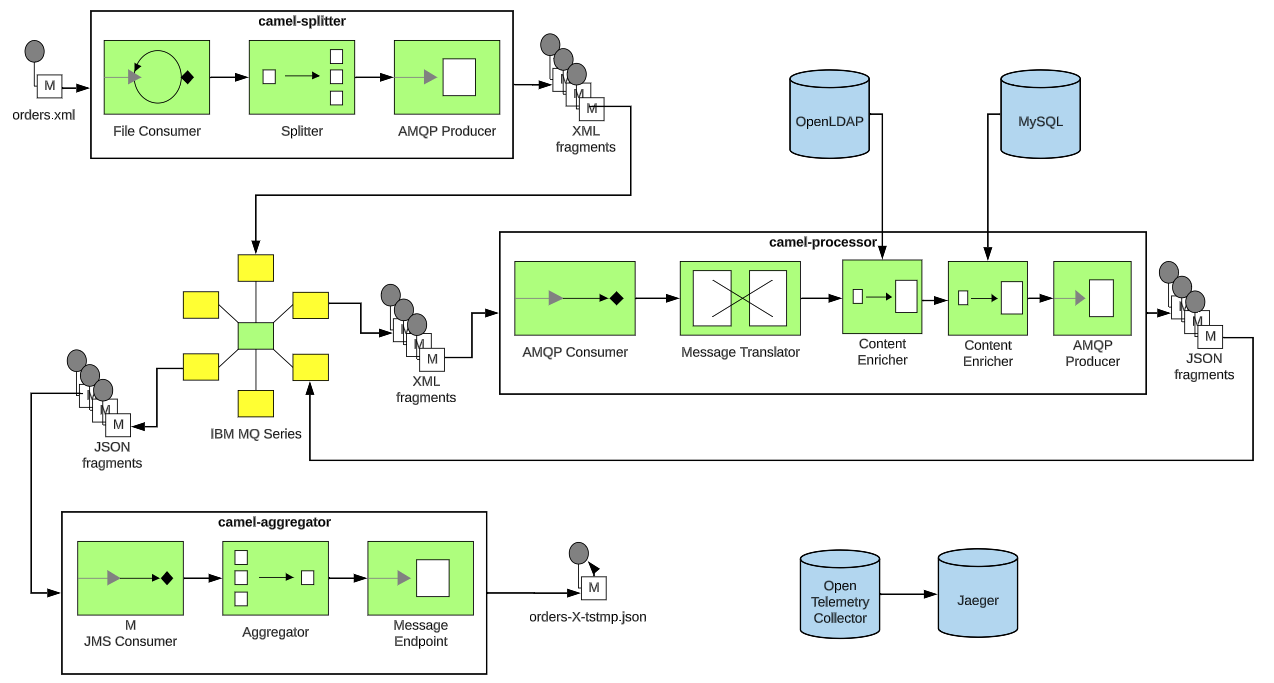 camel-splitter
M
orders.xml
File Consumer
Splitter
AMQP Producer
M
M
M
XML
fragments
OpenLDAP
MySQL
camel-processor
AMQP Consumer
Message Translator
Content
Enricher
Content
Enricher
AMQP
Producer
M
M
M
JSON
fragments
IBM MQ Series
M
M
M
XML
fragments
M
M
M
JSON
fragments
camel-aggregator
M
JMS Consumer
Aggregator
Message
Endpoint
M
orders-X-tstmp.json
Open
Telemetry
Collector
Jaeger